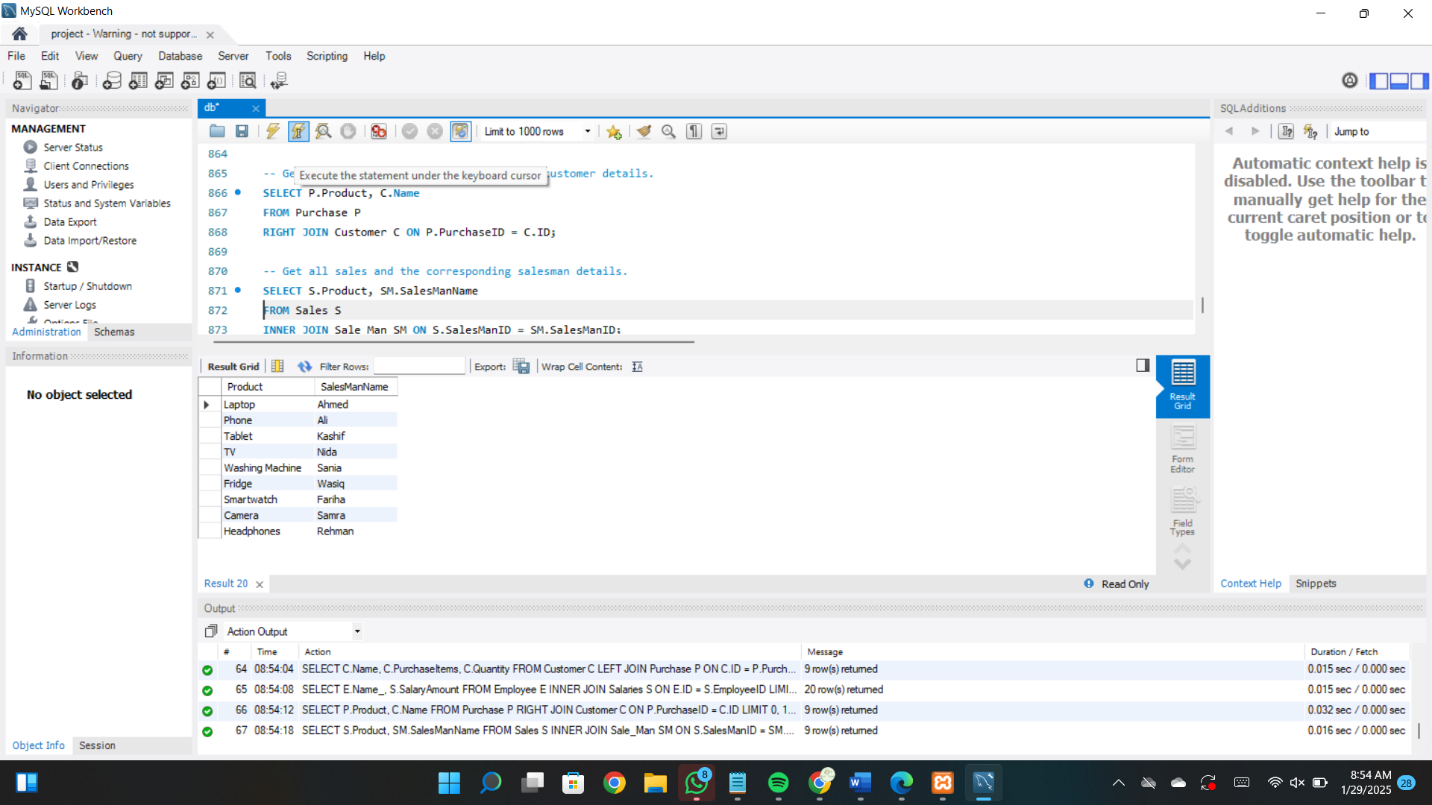 MySQL Workbench
project - Warning - not suppor...
File Edit View Query Database Server Tools Scripting Help
Navigator
MANAGEMENT
Server Status
Client Connections
Users and Privileges
Status and System Variables
Data Export
Data Import/Restore
INSTANCE
Startup / Shutdown
Server Logs
Options File
Administration Schemas
Information
No object selected
Object Info Session
db*
Limit to 1000 rows
Execute the statement under the keyboard cursor
864
865 -- Ge ustomer details.
866 SELECT P.Product, C.Name
867 FROM Purchase P
868 RIGHT JOIN Customer C ON P.PurchaseID = C.ID;
869
870 -- Get all sales and the corresponding salesman details.
871 SELECT S.Product, SM.SalesManName
872 FROM Sales S
873 INNER JOIN Sale Man SM ON S.SalesManID = SM.SalesManID;
Result Grid Filter Rows: Export: Wrap Cell Content:
Product SalesManName
Laptop Ahmed
Phone Ali
Tablet Kashif
TV Nida
Washing Machine Sania
Fridge Wasiq
Smartwatch Fariha
Camera Samra
Headphones Rehman
Result Grid
Form Editor
Field Types
Result 20
Read Only
SQLAdditions
Jump to
Automatic context help is
disabled. Use the toolbar t
manually get help for the
current caret position or to
toggle automatic help.
Context Help Snippets
Output
Action Output
# Time Action Message Duration / Fetch
64 08:54:04 SELECT C.Name, C.PurchaseItems, C.Quantity FROM Customer C LEFT JOIN Purchase P ON C.ID = P.Purch... 9 row(s) returned 0.015 sec / 0.000 sec
65 08:54:08 SELECT E.Name_, S.SalaryAmount FROM Employee E INNER JOIN Salaries S ON E.ID = S.EmployeeID LIMI... 20 row(s) returned 0.015 sec / 0.000 sec
66 08:54:12 SELECT P.Product, C.Name FROM Purchase P RIGHT JOIN Customer C ON P.PurchaseID = C.ID LIMIT 0, 1... 9 row(s) returned 0.032 sec / 0.000 sec
67 08:54:18 SELECT S.Product, SM.SalesManName FROM Sales S INNER JOIN Sale_Man SM ON S.SalesManID = SM.... 9 row(s) returned 0.016 sec / 0.000 sec
8
8:54 AM
1/29/2025
28